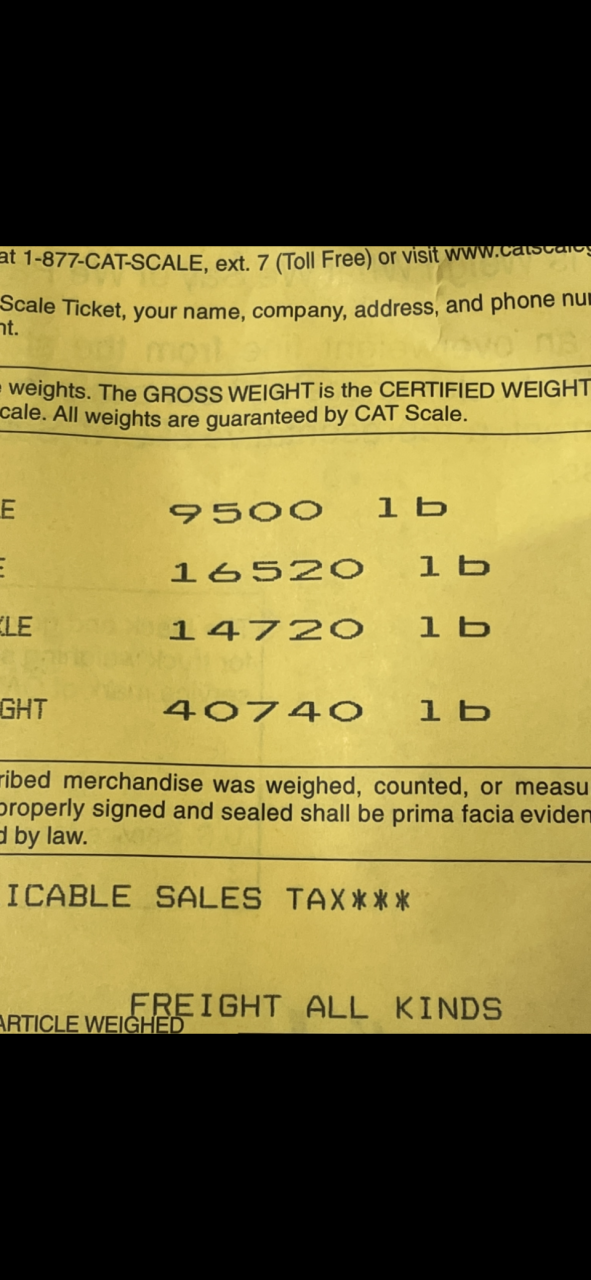 at 1-877-CAT-SCALE, ext. 7 (Toll Free) or visit
Scale Ticket, your name, company, address, and phone
nt.
weights. The GROSS WEIGHT is the CERTIFIED WEIGHT
cale. All weights are guaranteed by CAT Scale.
E 9500 lb
E 16520 lb
KLE 14720 lb
GHT 40740 lb
ribed merchandise was weighed, counted, or measu
properly signed and sealed shall be prima facia eviden
d by law.
ICABLE SALES TAX***
FREIGHT ALL KINDS
ARTICLE WEIGHED